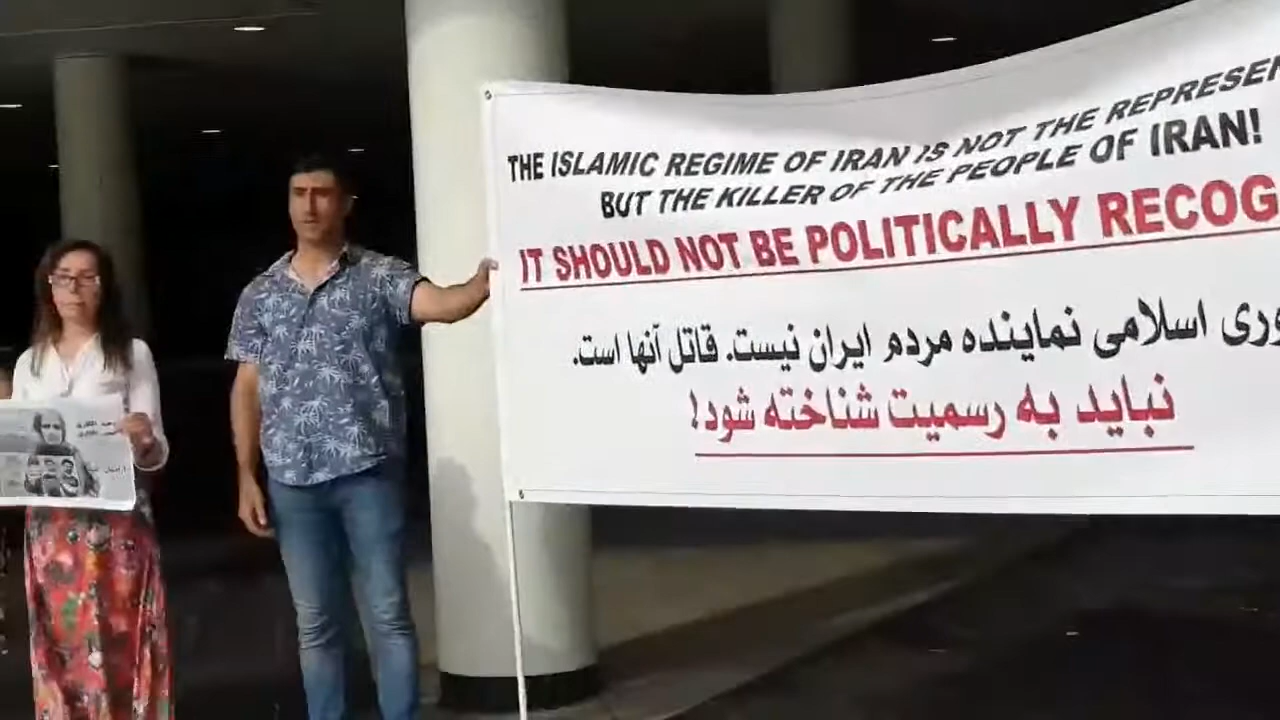 THE ISLAMIC REGIME OF IRAN IS NOT THE REPRESEN
BUT THE KILLER OF THE PEOPLE OF IRAN!
IT SHOULD NOT BE POLITICALLY RECOG
وری اسلامی نماینده مردم ایران نیست. قاتل آنها است.
نباید به رسمیت شناخته شود!